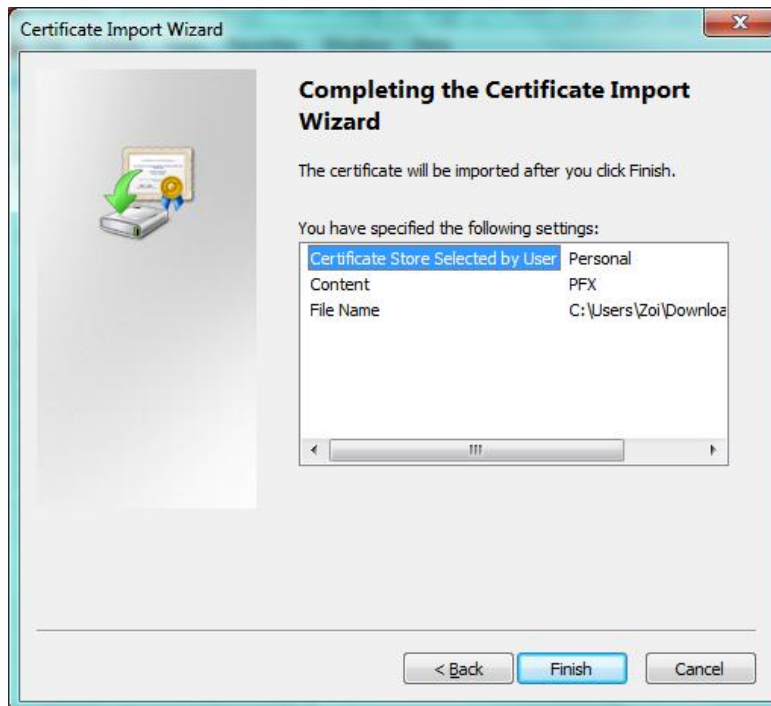 Certificate Import Wizard
Completing the Certificate Import
Wizard
The certificate will be imported after you click Finish.
You have specified the following settings:
Certificate Store Selected by User Personal
Content PFX
File Name C:\Users\Zoi\Downloa
< Back Finish Cancel